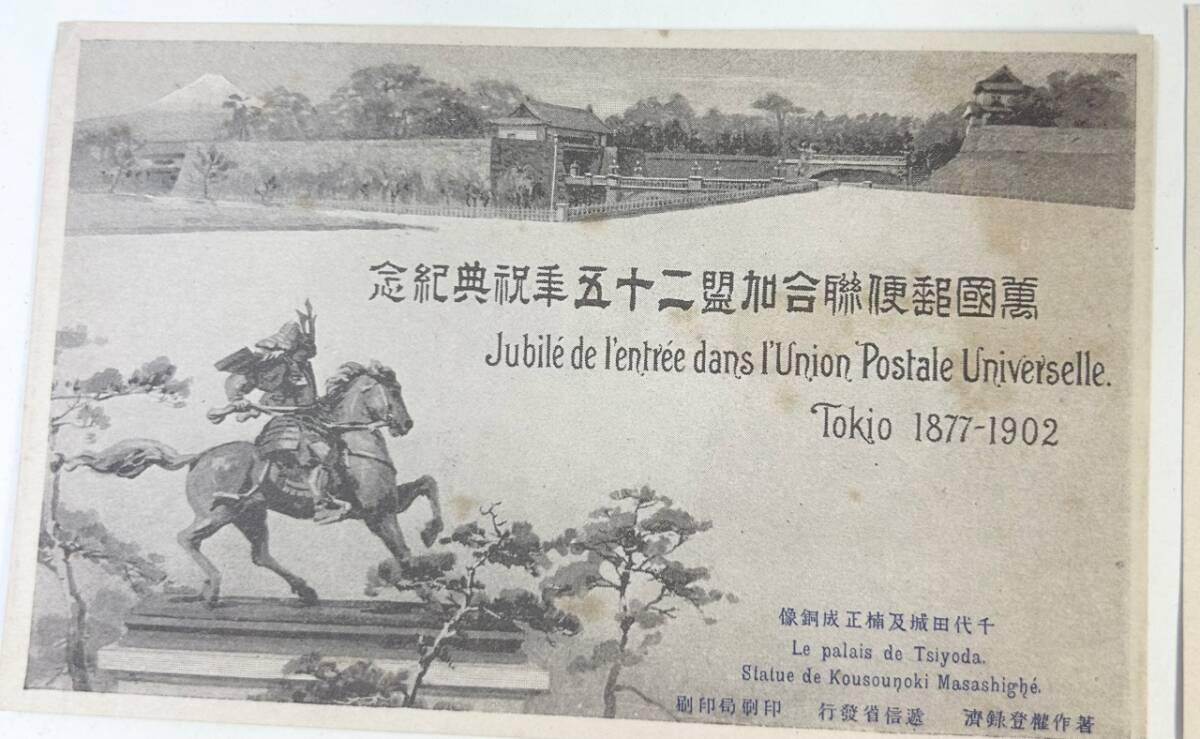 萬國郵便聯合加盟二十五年祝典紀念
Jubilé de l'entrée dans l'Union Postale Universelle.
Tokio 1877-1902
千代田城及楠正成銅像
Le palais de Tsiyoda.
Statue de Kousounoki Masashighé.
著作權登録濟 遞信省發行 印刷局印刷